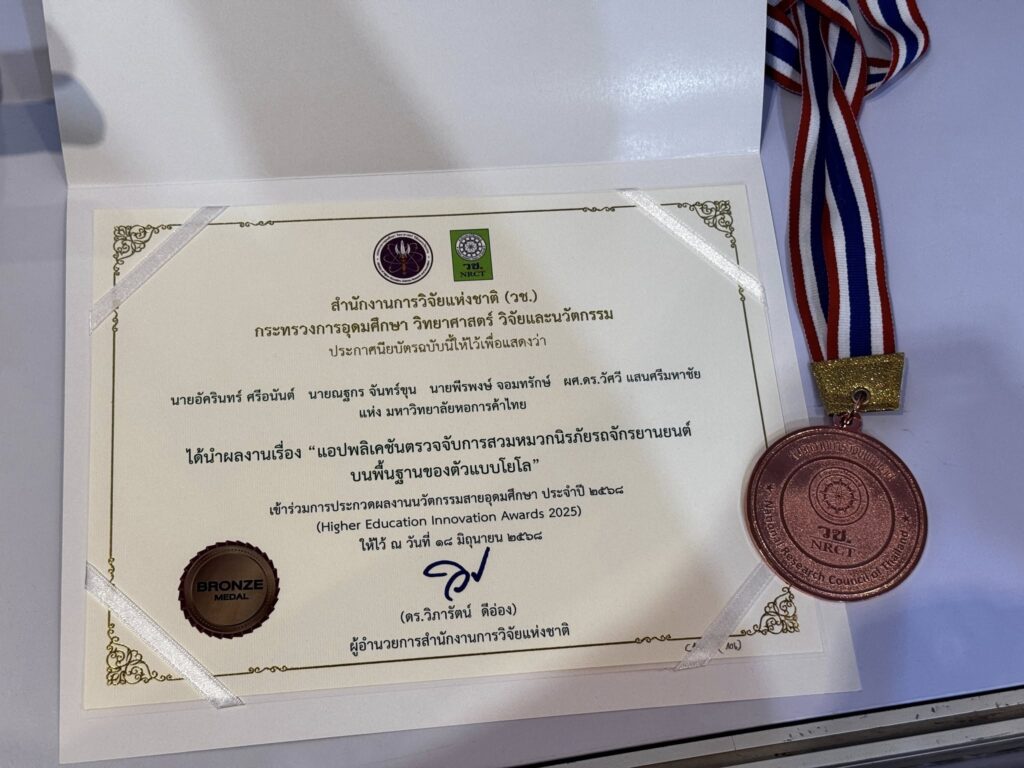 วช.
NRCT
สำนักงานการวิจัยแห่งชาติ (วช.)
กระทรวงการอุดมศึกษา วิทยาศาสตร์ วิจัยและนวัตกรรม
ประกาศนียบัตรฉบับนี้ให้ไว้เพื่อแสดงว่า
นายอัครินทร์ ศรีอนันต์ นายณฐกร จันทร์ขุน นายพีรพงษ์ จอมทรักษ์ ผศ.ดร.วัศวี แสนศรีมหาชัย
แห่ง มหาวิทยาลัยหอการค้าไทย
ได้นำผลงานเรื่อง “แอปพลิเคชันตรวจจับการสวมหมวกนิรภัยรถจักรยานยนต์
บนพื้นฐานของตัวแบบโยโล”
เข้าร่วมการประกวดผลงานนวัตกรรมสายอุดมศึกษา ประจำปี ๒๕๖๘
(Higher Education Innovation Awards 2025)
ให้ไว้ ณ วันที่ ๑๘ มิถุนายน ๒๕๖๘
BRONZE
MEDAL
(ดร.วิภารัตน์ ดีอ่อง)
ผู้อำนวยการสำนักงานการวิจัยแห่งชาติ
วช.
NRCT
National Research Council of Thailand